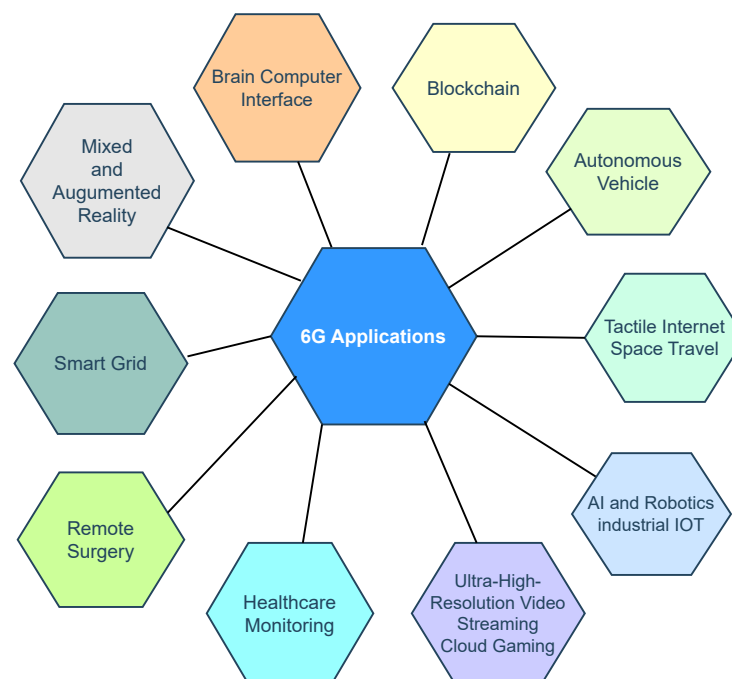 Brain Computer
Interface
Blockchain
Mixed
and
Augumented
Reality
Autonomous
Vehicle
6G Applications
Tactile Internet
Space Travel
Smart Grid
AI and Robotics
industrial IOT
Remote
Surgery
Healthcare
Monitoring
Ultra-High-
Resolution Video
Streaming
Cloud Gaming